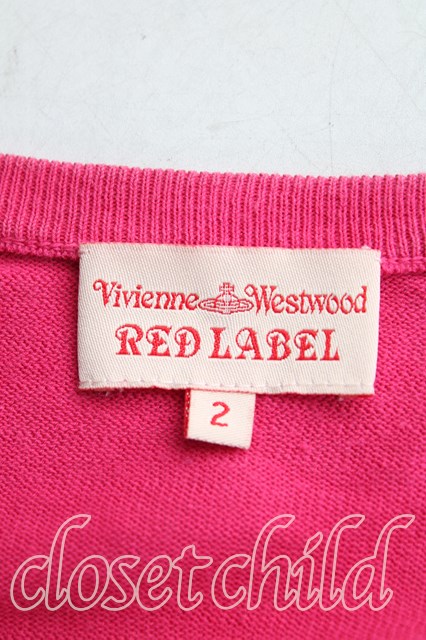 Vivienne Westwood
RED LABEL
2
closet child